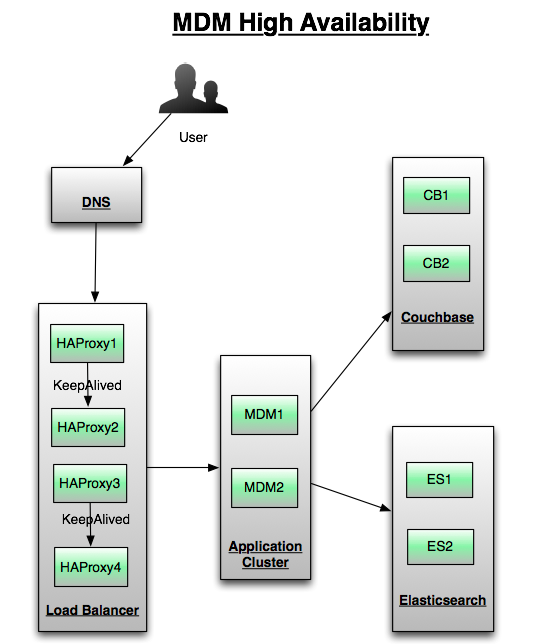 MDM High Availability
User
DNS
HAProxy1
KeepAlived
HAProxy2
HAProxy3
KeepAlived
HAProxy4
Load Balancer
MDM1
MDM2
Application
Cluster
CB1
CB2
Couchbase
ES1
ES2
Elasticsearch